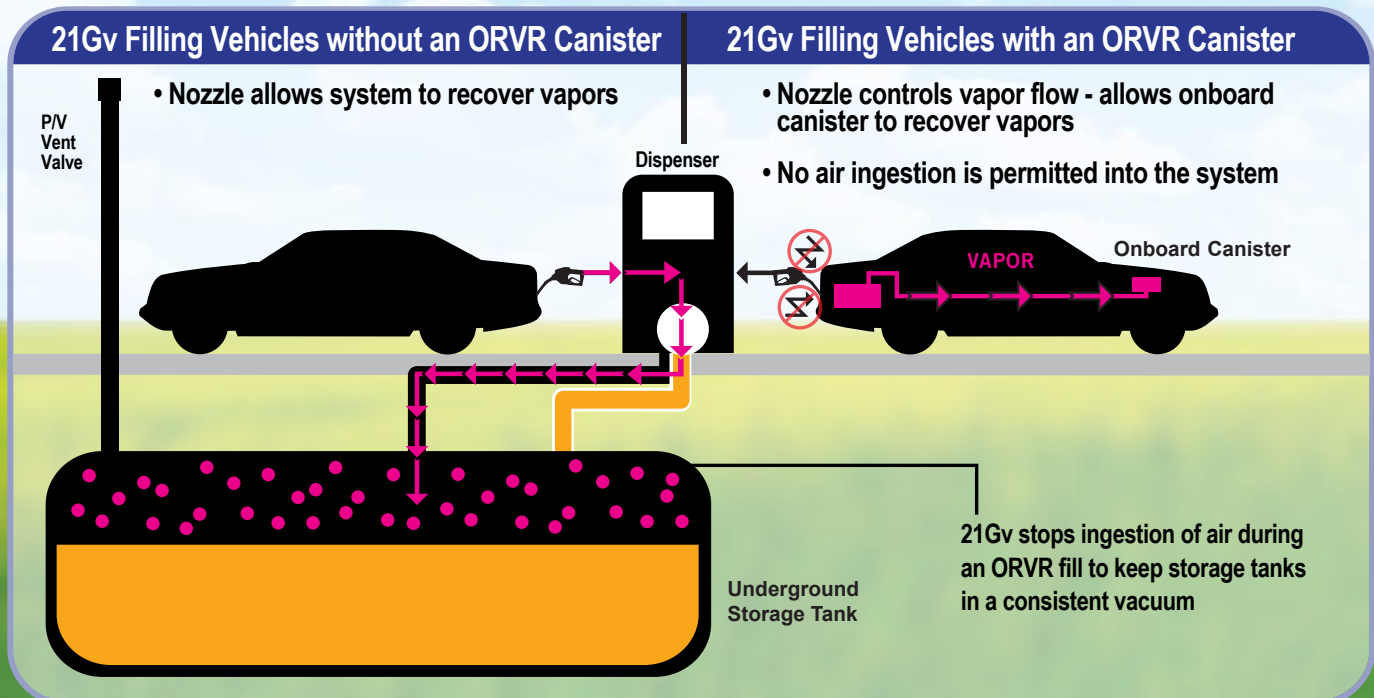 21Gv Filling Vehicles without an ORVR Canister
• Nozzle allows system to recover vapors
P/V
Vent
Valve
Dispenser
21Gv Filling Vehicles with an ORVR Canister
• Nozzle controls vapor flow - allows onboard
canister to recover vapors
• No air ingestion is permitted into the system
Onboard Canister
VAPOR
21Gv stops ingestion of air during
an ORVR fill to keep storage tanks
in a consistent vacuum
Underground
Storage Tank